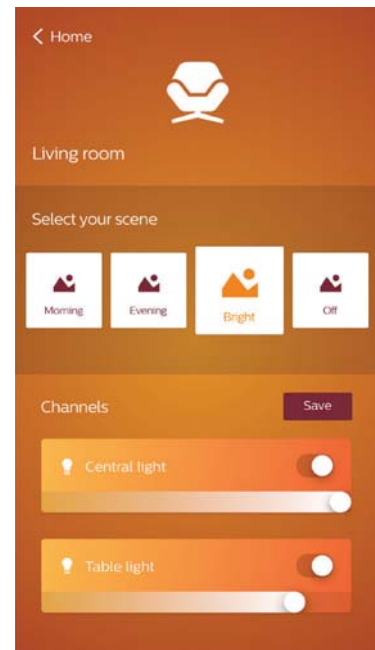 Home
Living room
Select your scene
Morning
Evening
Bright
Off
Channels
Save
Central light
Table light